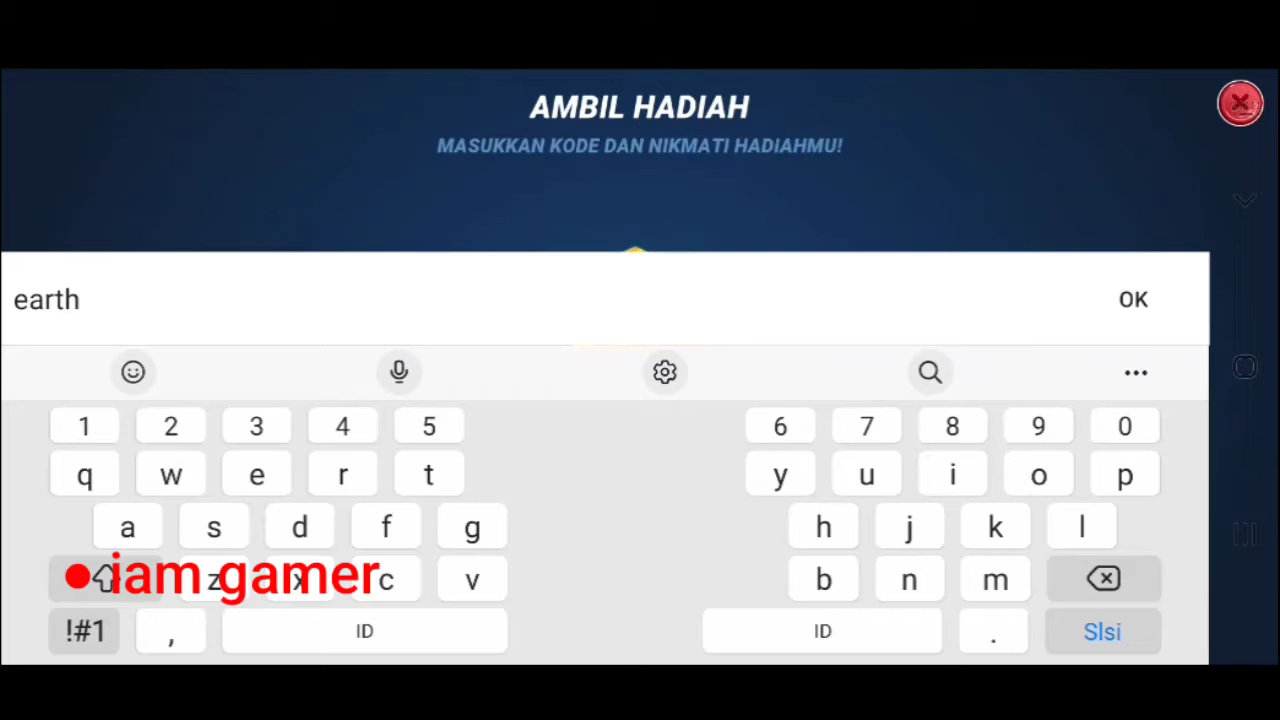 AMBIL HADIAH
MASUKKAN KODE DAN NIKMATI HADIAHMU!
earth OK
1 2 3 4 5 6 7 8 9 0
q w e r t y u i o p
a s d f g h j k l
z x c v b n m
iam gamer
!#1 , ID ID . Slsi